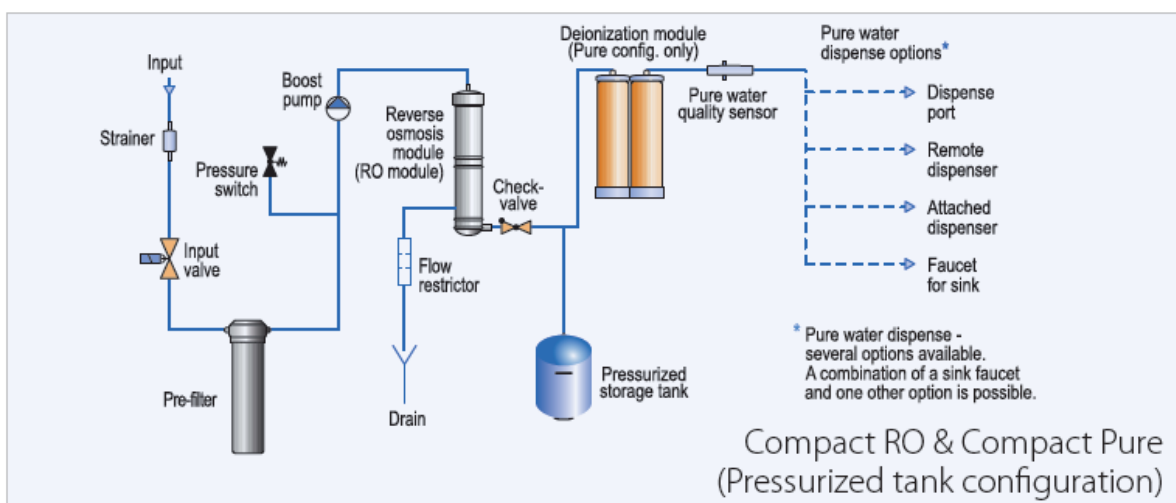 Input
Strainer
Input
valve
Pre-filter
Pressure
switch
Boost
pump
Reverse
osmosis
module
(RO module)
Flow
restrictor
Drain
Check-
valve
Pressurized
storage tank
Deionization module
(Pure config. only)
Pure water
quality sensor
Pure water
dispense options*
Dispense
port
Remote
dispenser
Attached
dispenser
Faucet
for sink
* Pure water dispense -
several options available.
A combination of a sink faucet
and one other option is possible.
Compact RO & Compact Pure
(Pressurized tank configuration)